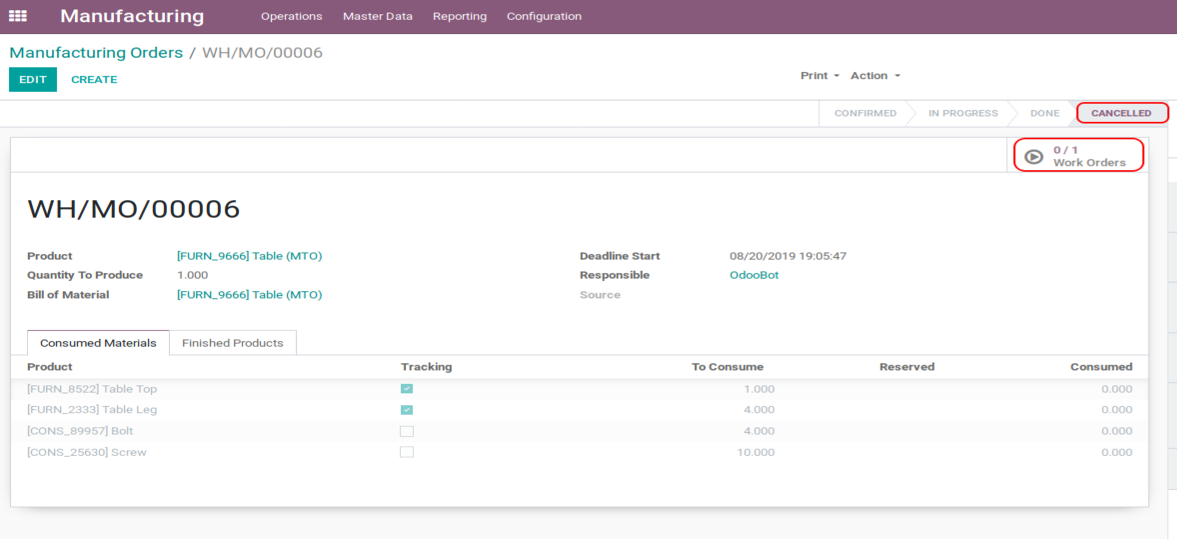 Manufacturing Operations Master Data Reporting Configuration
Manufacturing Orders / WH/MO/00006
EDIT CREATE Print Action
CONFIRMED IN PROGRESS DONE CANCELLED
0 / 1
Work Orders
WH/MO/00006
Product [FURN_9666] Table (MTO) Deadline Start 08/20/2019 19:05:47
Quantity To Produce 1.000 Responsible OdooBot
Bill of Material [FURN_9666] Table (MTO) Source
Consumed Materials Finished Products
Product Tracking To Consume Reserved Consumed
[FURN_8522] Table Top 1.000 0.000
[FURN_2333] Table Leg 4.000 0.000
[CONS_89957] Bolt 4.000 0.000
[CONS_25630] Screw 10.000 0.000